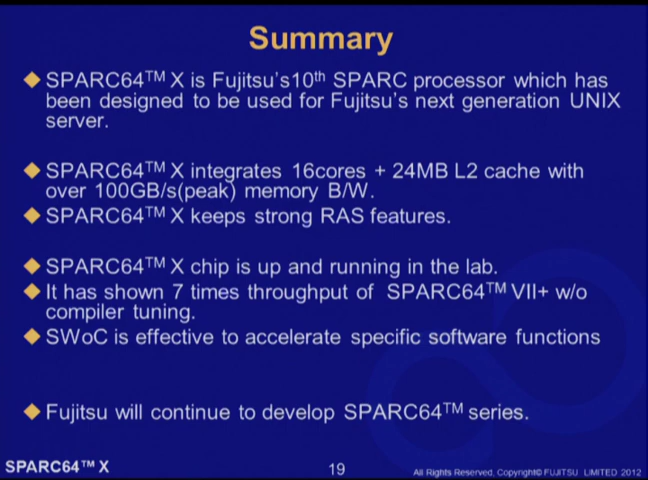 Summary
SPARC64™ X is Fujitsu's10th SPARC processor which has
been designed to be used for Fujitsu's next generation UNIX
server.
SPARC64™ X integrates 16cores + 24MB L2 cache with
over 100GB/s(peak) memory B/W.
SPARC64™ X keeps strong RAS features.
SPARC64™ X chip is up and running in the lab.
It has shown 7 times throughput of SPARC64™ VII+ w/o
compiler tuning.
SWoC is effective to accelerate specific software functions
Fujitsu will continue to develop SPARC64™ series.
SPARC64™ X
19
All Rights Reserved, Copyright© FUJITSU LIMITED 2012